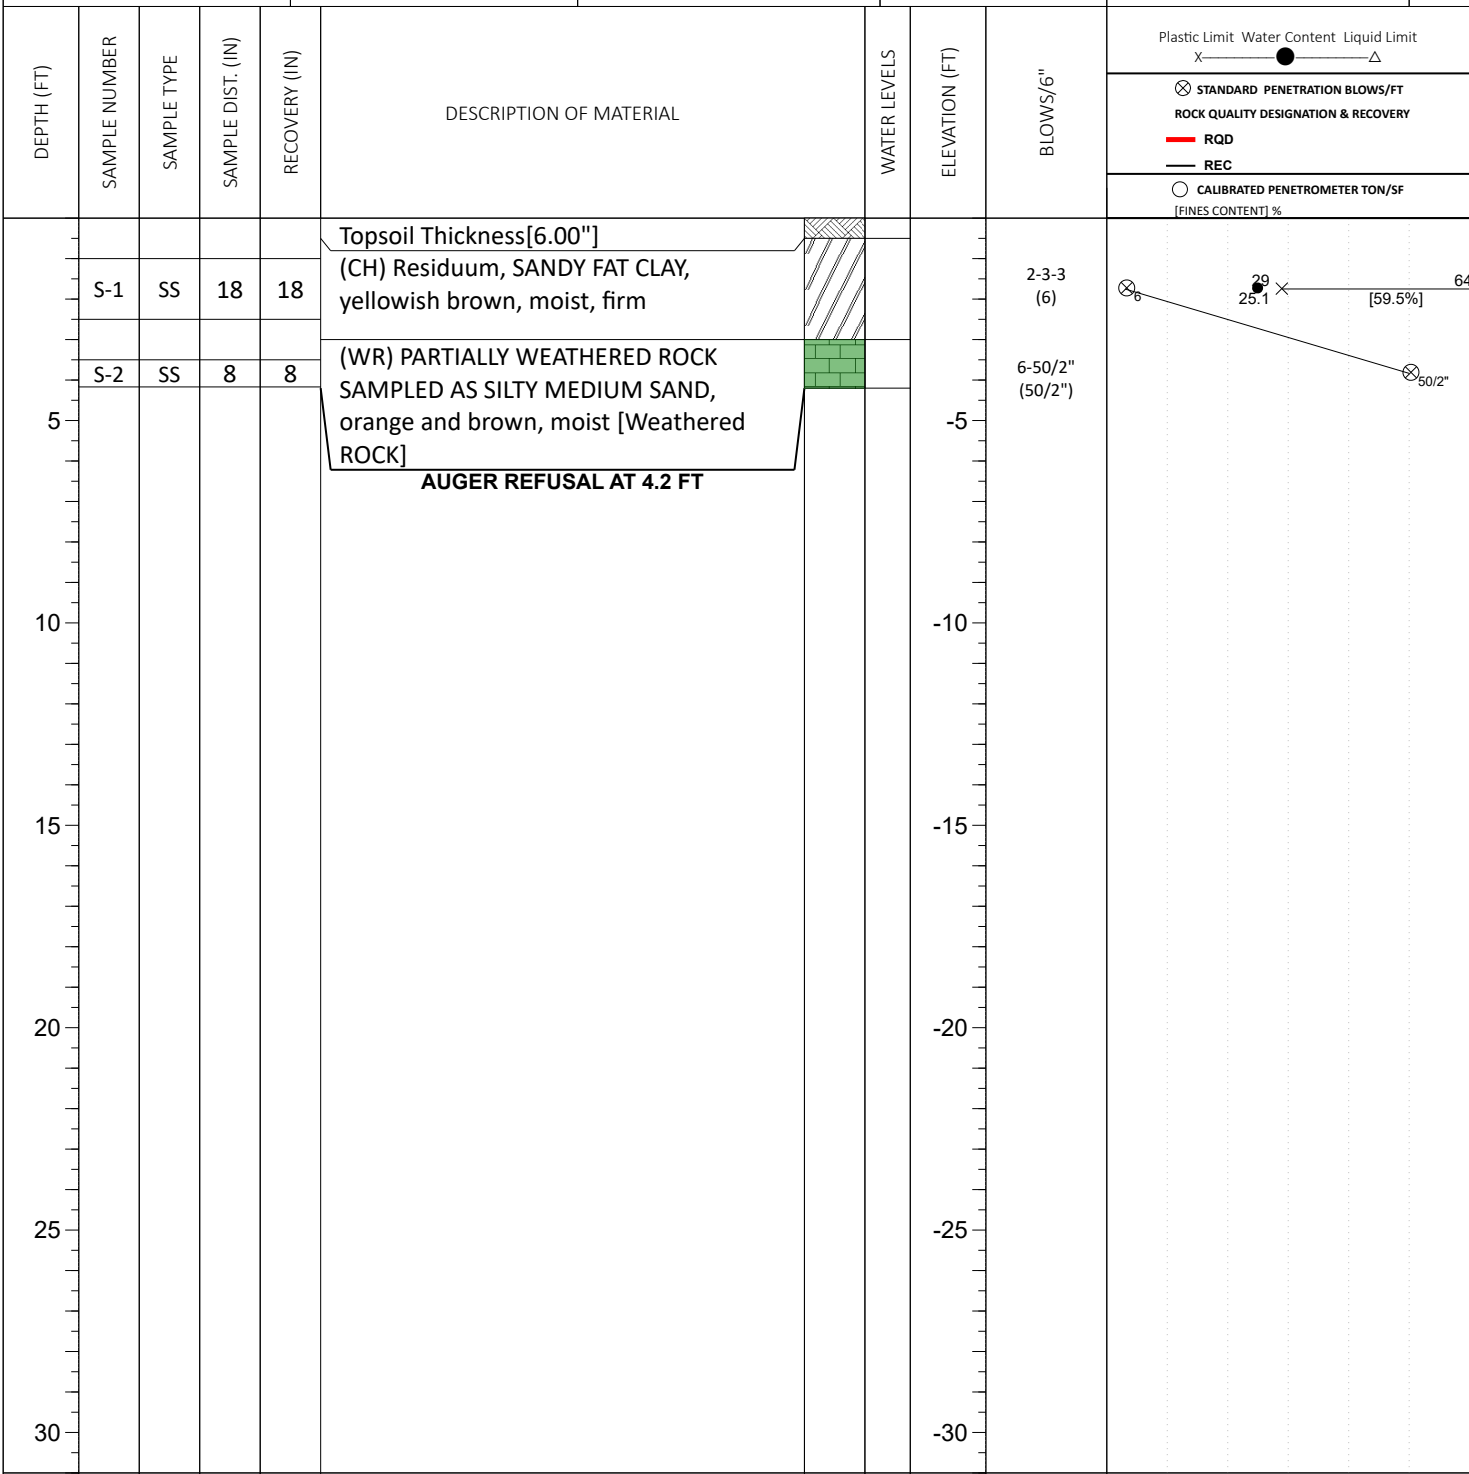 DEPTH (FT)
SAMPLE NUMBER
SAMPLE TYPE
SAMPLE DIST. (IN)
RECOVERY (IN)
DESCRIPTION OF MATERIAL
WATER LEVELS
ELEVATION (FT)
BLOWS/6"
Plastic Limit Water Content Liquid Limit
X
STANDARD PENETRATION BLOWS/FT
ROCK QUALITY DESIGNATION & RECOVERY
RQD
REC
CALIBRATED PENETROMETER TON/SF
[FINES CONTENT] %
Topsoil Thickness[6.00"]
S-1 SS 18 18
(CH) Residuum, SANDY FAT CLAY,
yellowish brown, moist, firm
2-3-3
(6)
6
29
25.1
64
[59.5%]
S-2 SS 8 8
(WR) PARTIALLY WEATHERED ROCK
SAMPLED AS SILTY MEDIUM SAND,
orange and brown, moist [Weathered
ROCK]
6-50/2"
(50/2")
50/2"
AUGER REFUSAL AT 4.2 FT
5 -5
10 -10
15 -15
20 -20
25 -25
30 -30